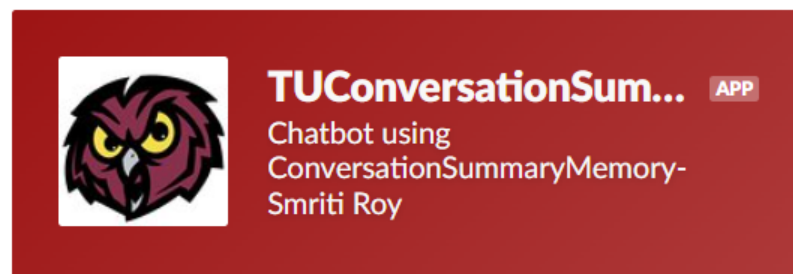 TUConversationSum... APP
Chatbot using
ConversationSummaryMemory-
Smriti Roy